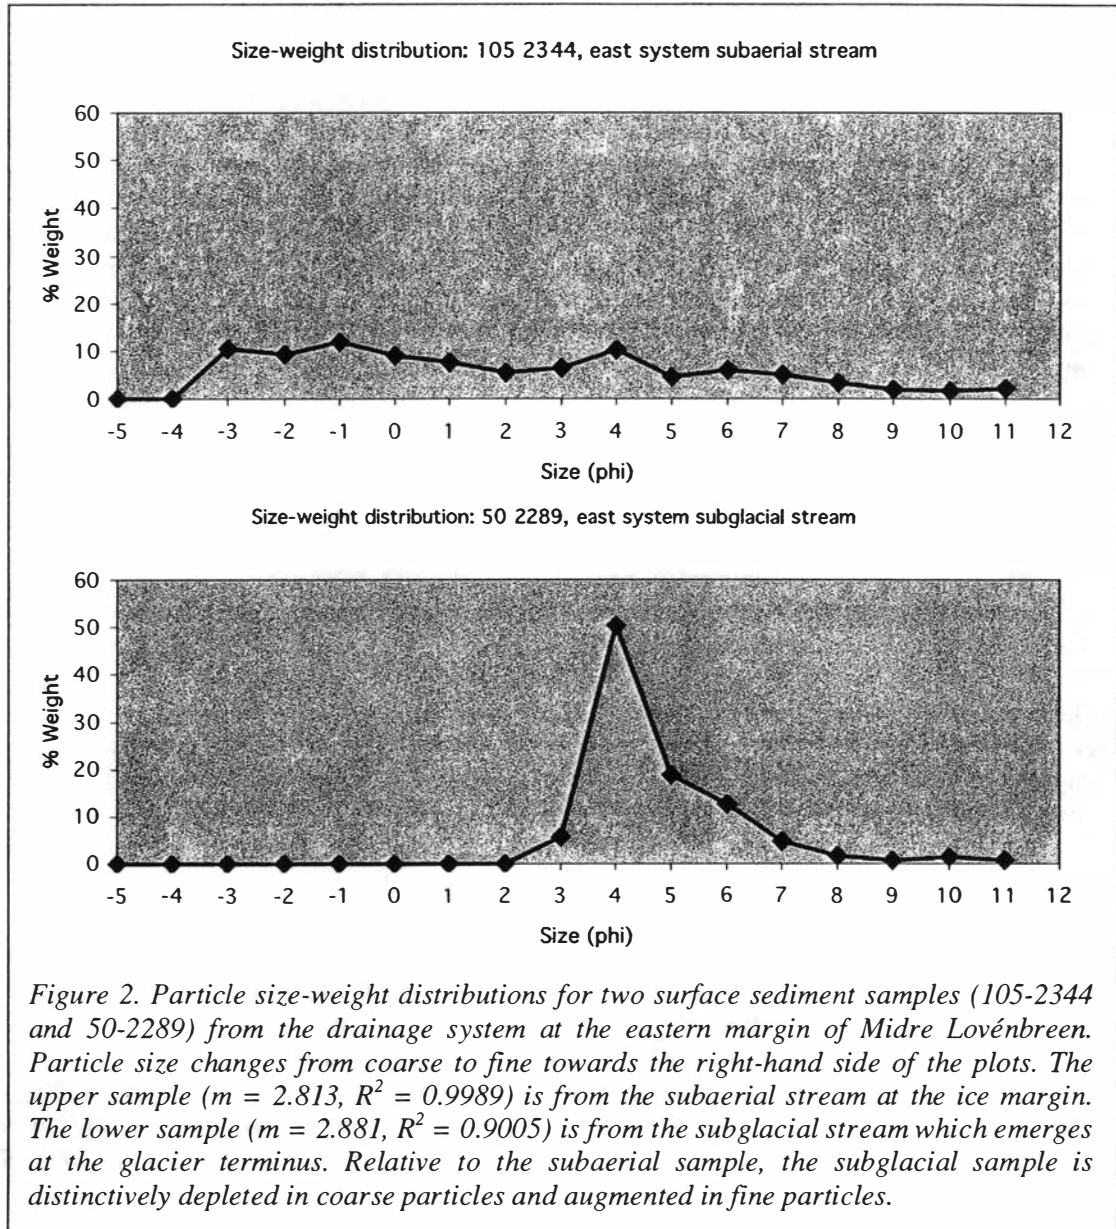 Size-weight distribution: 105 2344, east system subaerial stream
60
50
40
30
20
10
0
% Weight
-5 -4 -3 -2 -1 0 1 2 3 4 5 6 7 8 9 10 11 12
Size (phi)
Size-weight distribution: 50 2289, east system subglacial stream
60
50
40
30
20
10
0
% Weight
-5 -4 -3 -2 -1 0 1 2 3 4 5 6 7 8 9 10 11 12
Size (phi)
Figure 2. Particle size-weight distributions for two surface sediment samples (105-2344
and 50-2289) from the drainage system at the eastern margin of Midre Lovénbreen.
Particle size changes from coarse to fine towards the right-hand side of the plots. The
upper sample (m = 2.813, R² = 0.9989) is from the subaerial stream at the ice margin.
The lower sample (m = 2.881, R² = 0.9005) is from the subglacial stream which emerges
at the glacier terminus. Relative to the subaerial sample, the subglacial sample is
distinctively depleted in coarse particles and augmented in fine particles.